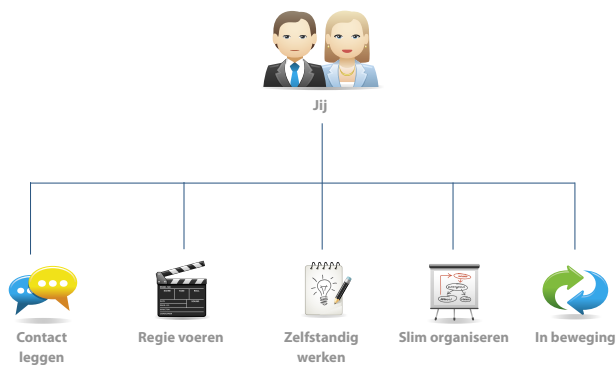 Jij
Contact
leggen
Regie voeren
Zelfstandig
werken
Slim organiseren
In beweging